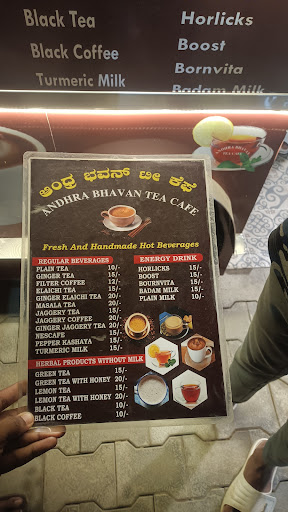 Black Tea
Black Coffee
Turmeric Milk
Horlicks
Boost
Bornvita
Badam Milk
ಆಂಧ್ರ ಭವನ್ ಟೀ ಕೆಫೆ
ANDHRA BHAVAN TEA CAFE
Fresh And Handmade Hot Beverages
REGULAR BEVERAGES
PLAIN TEA 10/-
GINGER TEA 15/-
FILTER COFFEE 12/-
ELAICHI TEA 15/-
GINGER ELAICHI TEA 20/-
MASALA TEA 15/-
JAGGERY TEA 15/-
JAGGERY COFFEE 20/-
GINGER JAGGERY TEA 20/-
NESCAFE 15/-
PEPPER KASHAYA 15/-
TURMERIC MILK 15/-
ENERGY DRINK
HORLICKS 15/-
BOOST 15/-
BOURSNVITA 15/-
BADAM MILK 15/-
PLAIN MILK 10/-
HERBAL PRODUCTS WITHOUT MILK
GREEN TEA 15/-
GREEN TEA WITH HONEY 20/-
LEMON TEA 15/-
LEMON TEA WITH HONEY 20/-
BLACK TEA 10/-
BLACK COFFEE 10/-